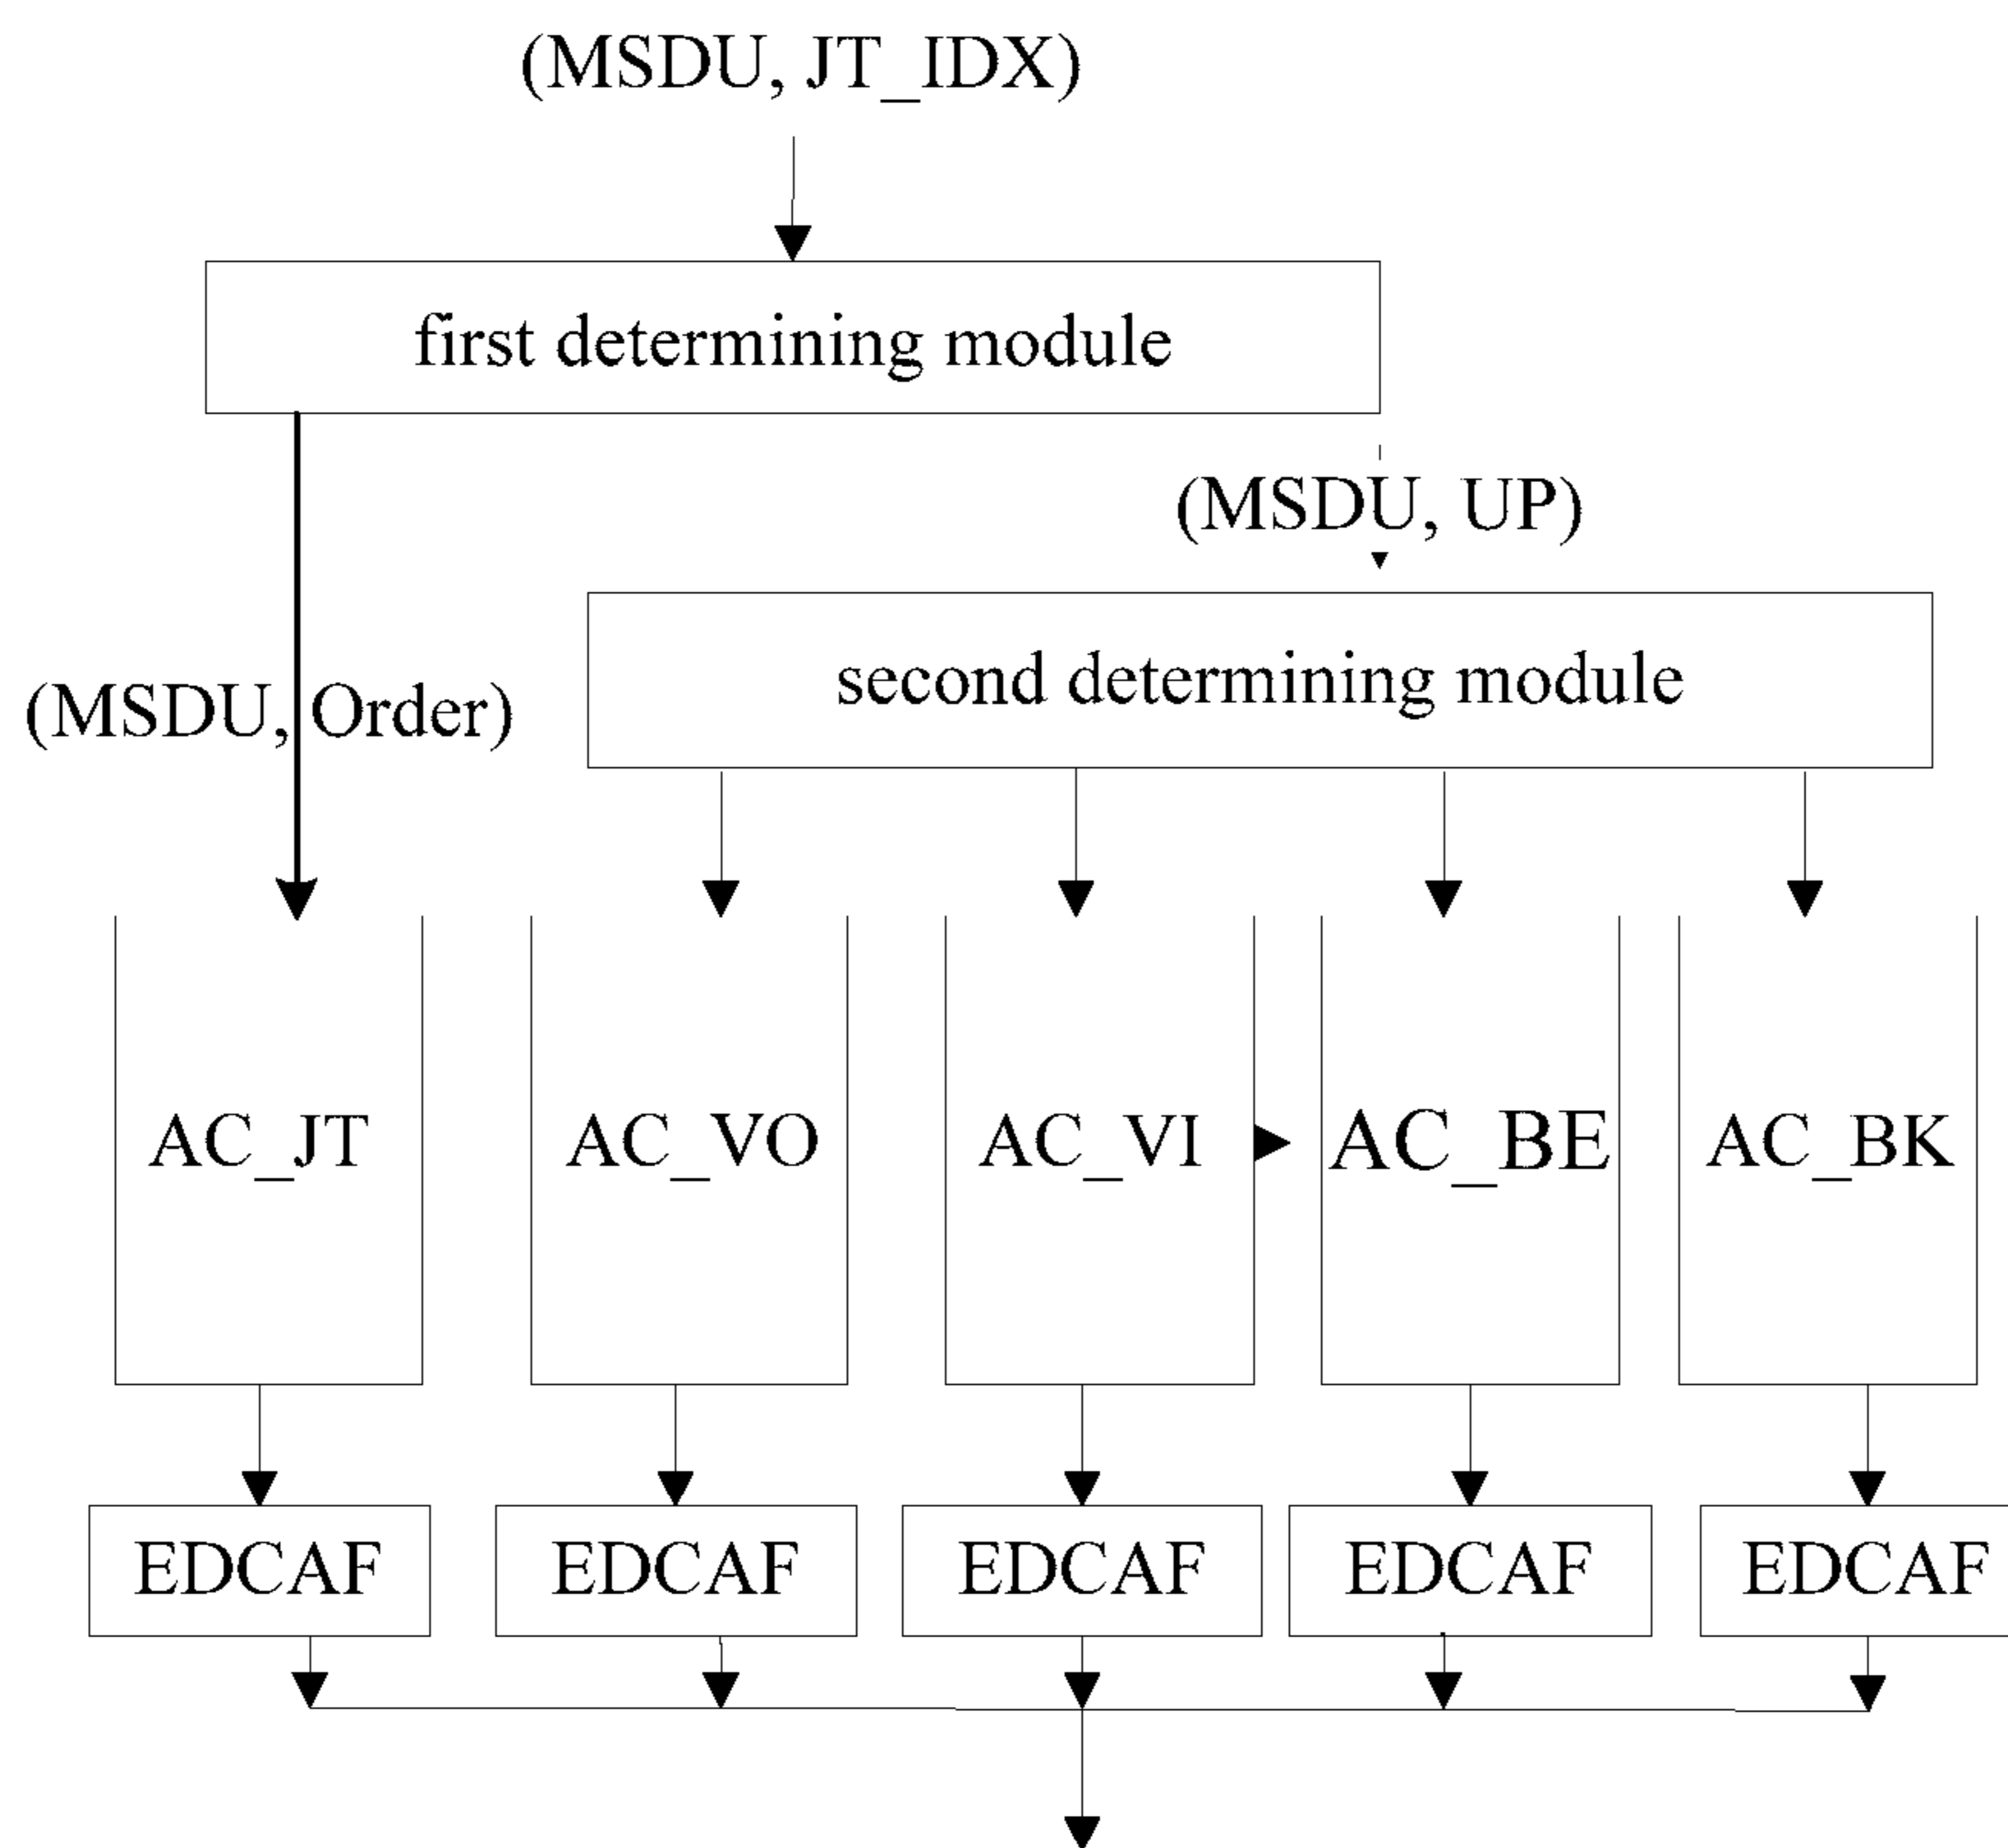 (MSDU, JT_IDX)
first determining module
(MSDU, UP)
second determining module
(MSDU, Order)
AC_JT
AC_VO
AC_VI
AC_BE
AC_BK
EDCAF
EDCAF
EDCAF
EDCAF
EDCAF